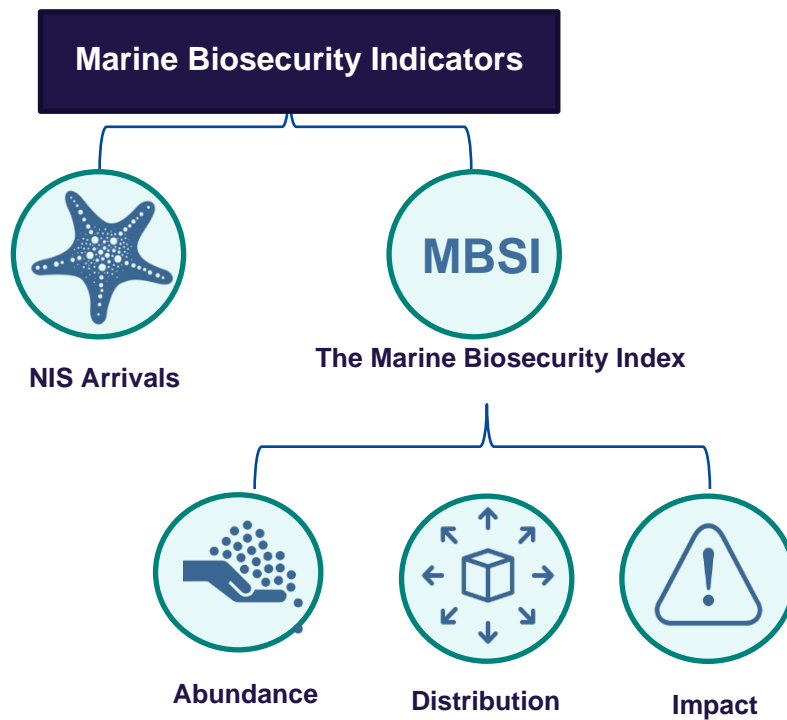 Marine Biosecurity Indicators
MBSI
NIS Arrivals
The Marine Biosecurity Index
Abundance
Distribution
Impact